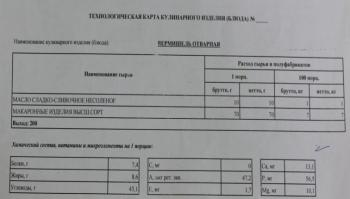 ТЕХНОЛОГИЧЕСКАЯ КАРТА КУЛИНАРНОГО ИЗДЕЛИЯ (БЛЮДА) №____
Наименование кулинарного изделия (блюда): ВЕРМИШЕЛЬ ОТВАРНАЯ
Наименование сырья Расход сырья и полуфабрикатов
1 порц. 100 порц.
брутто, г нетто, г брутто, кг нетто, кг
МАСЛО СЛАДКО-СЛИВОЧНОЕ НЕСОЛЕНОЕ 10 10 1 1
МАКАРОННЫЕ ИЗДЕЛИЯ ВЫСШ.СОРТ 70 70 7 7
Выход: 200
Химический состав, витамины и микроэлементы на 1 порцию:
Белки, г 7,4 С, мг 0 Ca, мг 13,1
Жиры, г 8,6 А, мкг рет. экв. 47,2 P, мг 56,5
Углеводы, г 43,1 Е, мг 1,7 Mg, мг 10,1